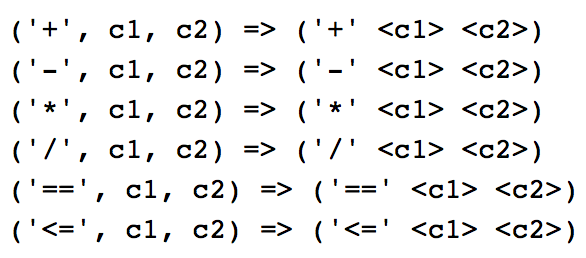 ('+', c1, c2) => ('+' <c1> <c2>)
('-', c1, c2) => ('-' <c1> <c2>)
('*', c1, c2) => ('*' <c1> <c2>)
('/', c1, c2) => ('/' <c1> <c2>)
('==', c1, c2) => ('==' <c1> <c2>)
('<=', c1, c2) => ('<=' <c1> <c2>)